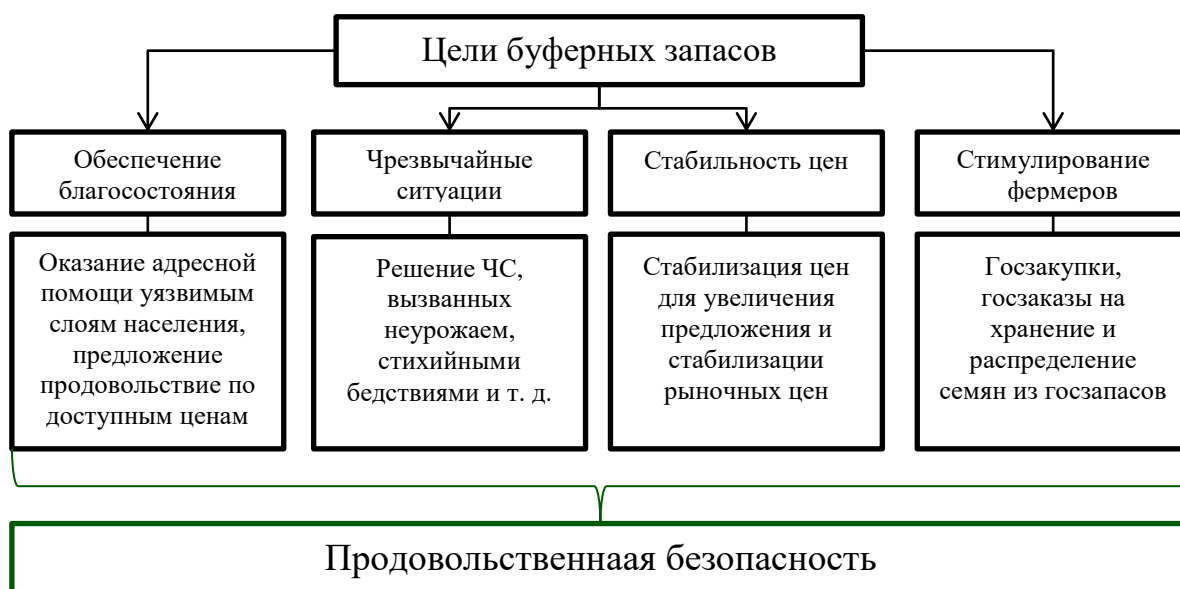 Цели буферных запасов
Обеспечение
благосостояния
Чрезвычайные
ситуации
Стабильность цен
Стимулирование
фермеров
Оказание адресной
помощи уязвимым
слоям населения,
предложение
продовольствие по
доступным ценам
Решение ЧС,
вызванных
неурожаем,
стихийными
бедствиями и т. д.
Стабилизация цен
для увеличения
предложения и
стабилизации
рыночных цен
Госзакупки,
госзаказы на
хранение и
распределение
семян из госзапасов
Продовольственнаая безопасность